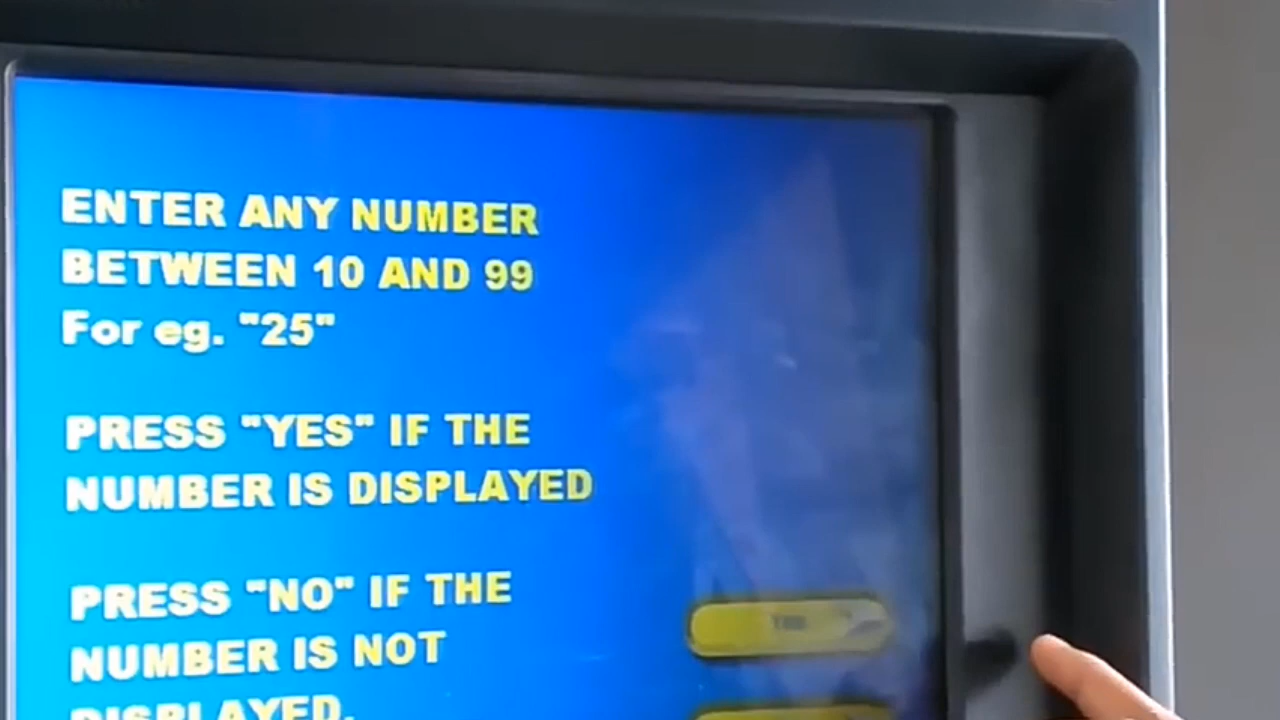 ENTER ANY NUMBER
BETWEEN 10 AND 99
For eg. "25"
PRESS "YES" IF THE
NUMBER IS DISPLAYED
PRESS "NO" IF THE
NUMBER IS NOT
DISPLAYED.